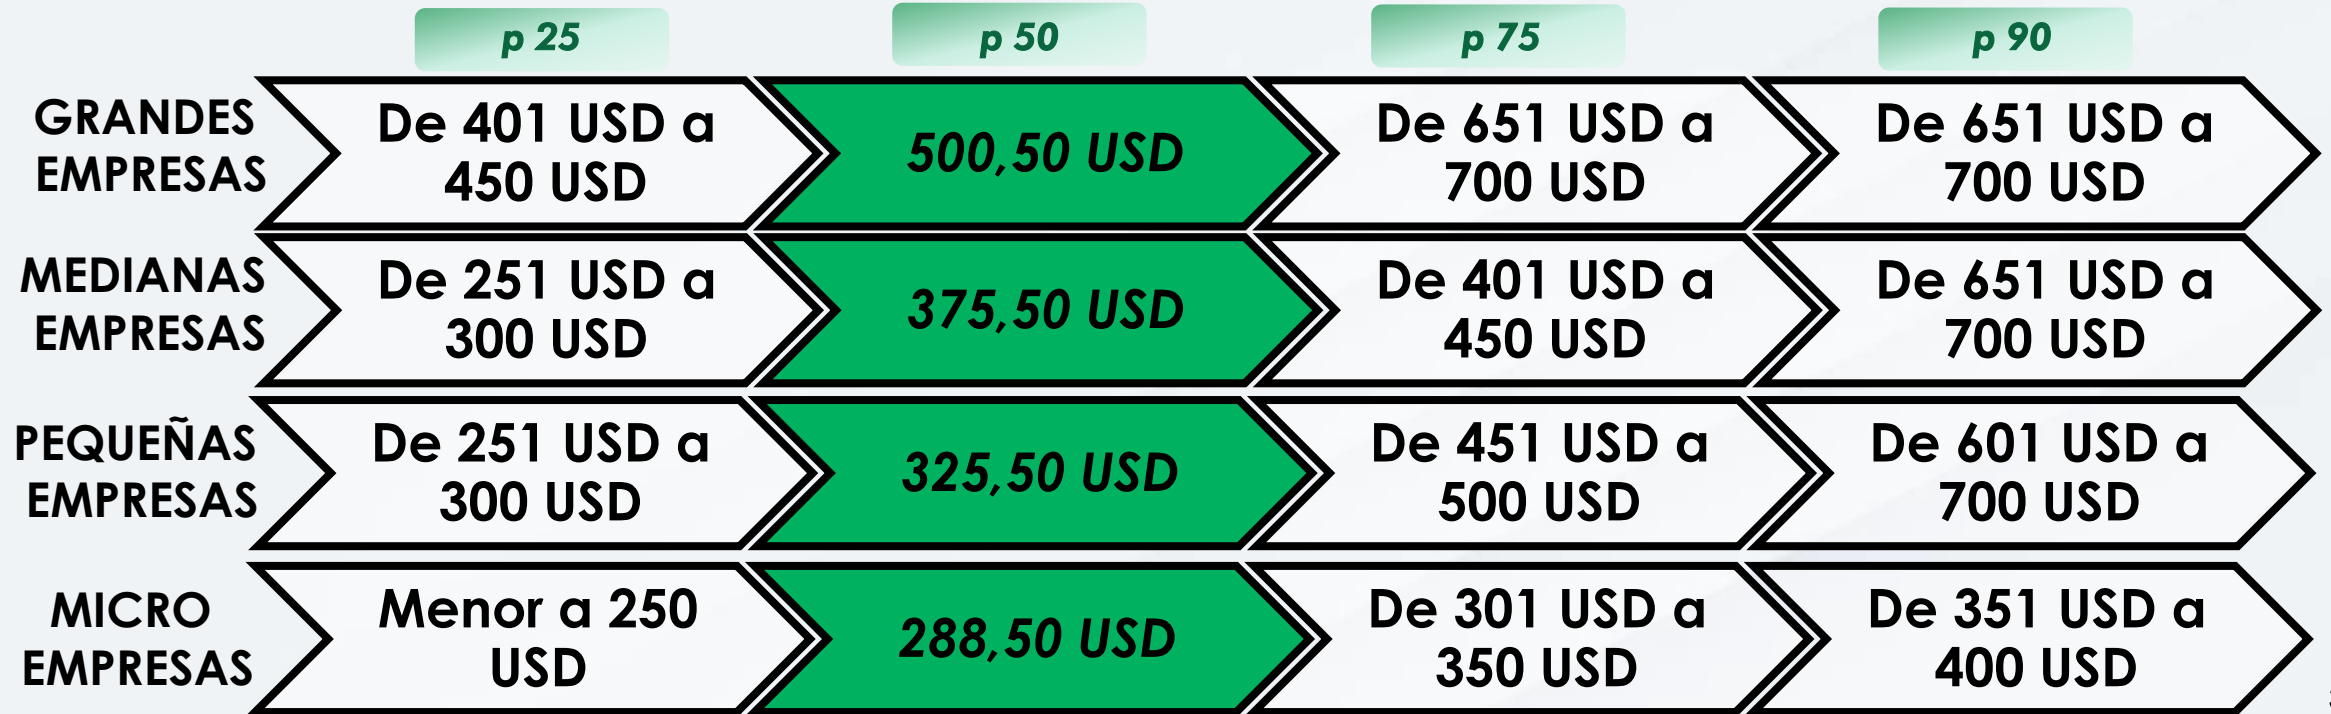 p 25 p 50 p 75 p 90
GRANDES
EMPRESAS
De 401 USD a
450 USD
500,50 USD
De 651 USD a
700 USD
De 651 USD a
700 USD
MEDIANAS
EMPRESAS
De 251 USD a
300 USD
375,50 USD
De 401 USD a
450 USD
De 651 USD a
700 USD
PEQUEÑAS
EMPRESAS
De 251 USD a
300 USD
325,50 USD
De 451 USD a
500 USD
De 601 USD a
700 USD
MICRO
EMPRESAS
Menor a 250
USD
288,50 USD
De 301 USD a
350 USD
De 351 USD a
400 USD